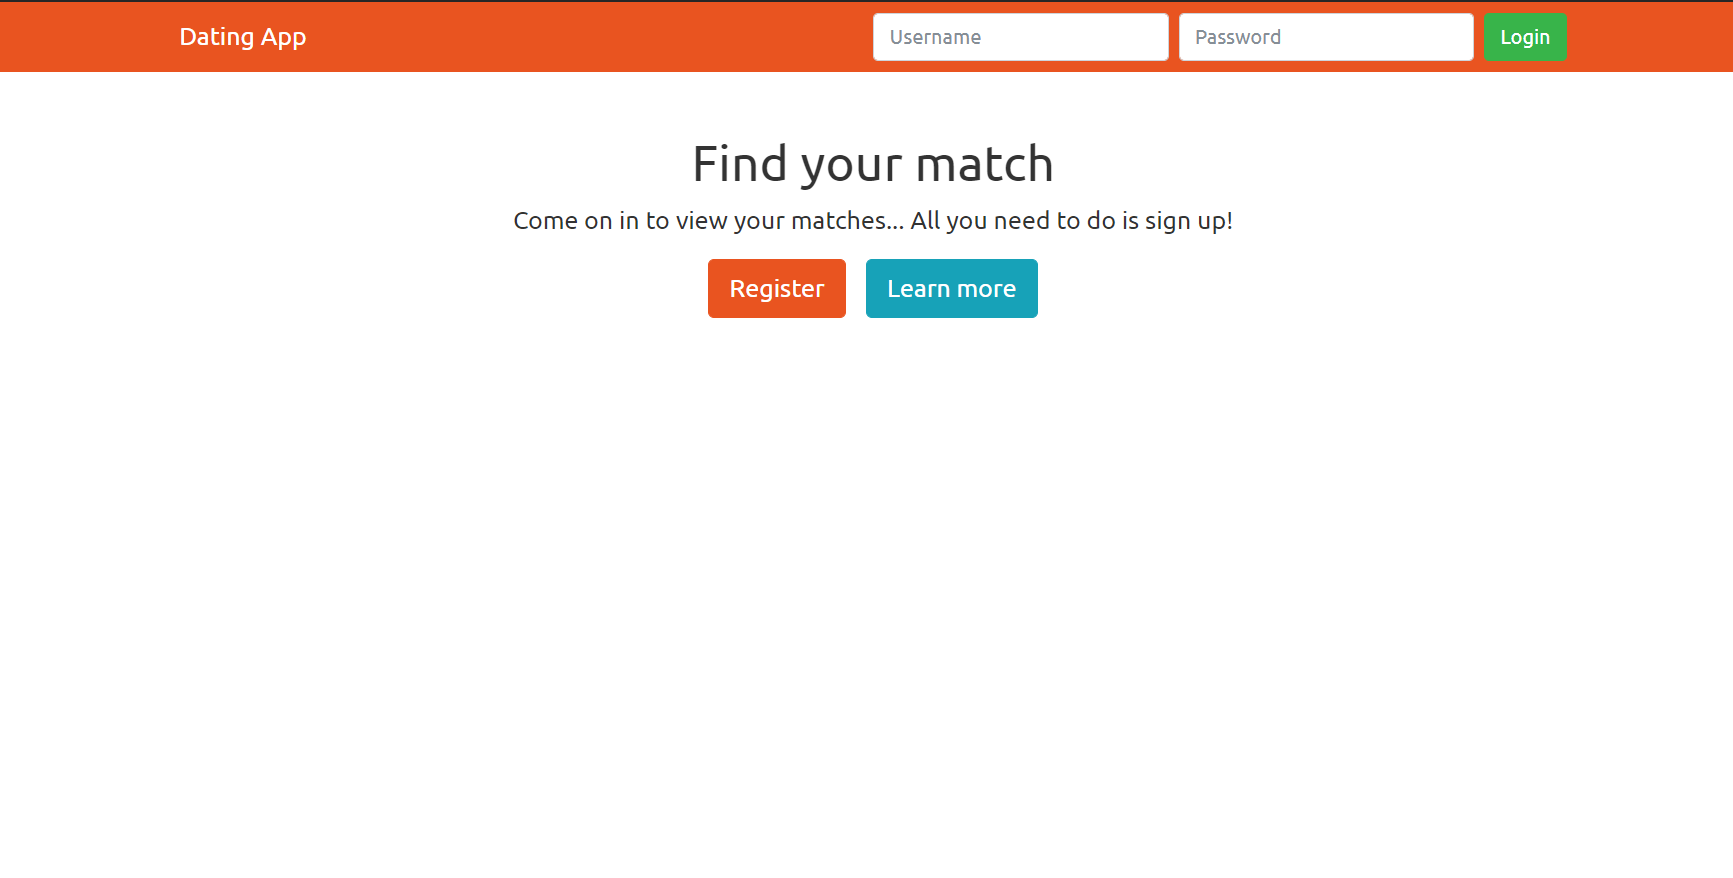 Dating App
Username
Password
Login
Find your match
Come on in to view your matches... All you need to do is sign up!
Register
Learn more